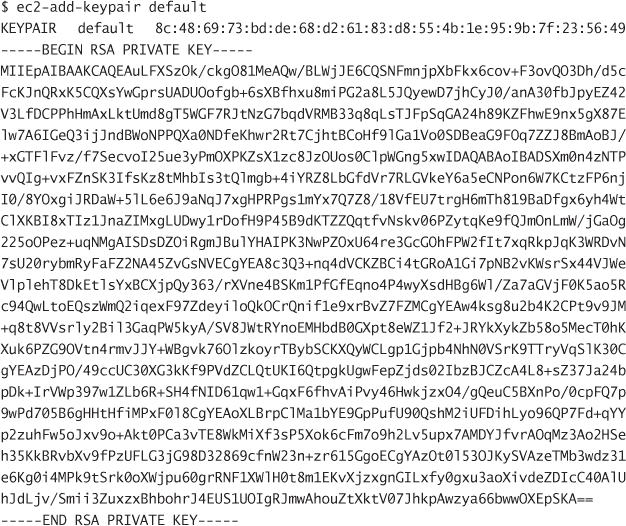 $ ec2-add-keypair default
KEYPAIR default 8c:48:69:73:bd:de:68:d2:61:83:d8:55:4b:1e:95:9b:7f:23:56:49
-----BEGIN RSA PRIVATE KEY-----
MIIEpAIBAAKCAQEAuLFXSzOk/ckgO81MeAQw/BLWjJE6CQSNFmnjpXbFkx6cov+F3ovQO3Dh/d5c
FcKJnQRxK5CQXsYwGprsUADUOofgb+6sXBfhxu8miPG2a8L5JQyewD7jhCyJ0/anA30fbJpyEZ42
V3LfDCPPhHmAxLktUmd8gT5WGF7RJtNzG7bqdVRMB33q8qLsTJFpSqGA24h89KZFhwE9nx5gX87E
lw7A6IGeQ3ijJndBWoNPPQXa0NDfeKhwr2Rt7CjhtBCoHf9lGa1Vo0SDBeaG9FOq7ZZJ8BmAoBJ/
+xGTFlFvz/f7SecvoI25ue3yPmOXPKZsX1zc8JzOUos0ClpWGng5xwIDAQABAoIBADSXm0n4zNTP
vvQIg+vxFZnSK3IfsKz8tMhbIs3tQlmgb+4iYRZ8LbGfdVr7RLGVkeY6a5eCNPon6W7KCtzFP6nj
I0/8YOxgiJRDaW+5lL6e6J9aNqJ7xgHPRPgs1mYx7Q7Z8/18VfEU7trgH6mTh819BaDfgx6yh4Wt
ClXKBI8xTIz1JnaZIMxgLUDwy1rDofH9P45B9dKTZZQqtfvNskv06PZytqKe9fQJmOnLmW/jGaOg
225oOPez+uqNMgAISDsDZOiRgmJBulYHAIPK3NwPZOxU64re3GcGOhFPW2fIt7xqRkpJqK3WRDvN
7sU20rybmRyFaFZ2NA45ZvGsNVECgYEA8c3Q3+nq4dVCKZBCi4tGRoA1Gi7pNB2vKWsrSx44VJWe
VlplehT8DkEtlsYxBCXjpQy363/rXVne4BSKm1PfGfEqno4P4wyXsdHBg6Wl/Za7aGVjF0K5ao5R
c94QwLtoEQszWmQ2iqexF97ZdeyiloQkOCrQnif1e9xrBvZ7FZMCgYEAw4ksg8u2b4K2CPt9v9JM
+q8t8VVsrly2Bil3GaqPW5kyA/SV8JWtRYnoEMHbdB0GXpt8eWZ1Jf2+JRYkXykZb58o5MecT0hK
Xuk6PZG9OVtn4rmvJJY+WBgvk76OlzkoyrTBybSCKXQyWCLgp1Gjpb4NhN0VSrK9TTryVqSlK30C
gYEAzDjPO/49ccUC30XG3kKf9PVdZCLQtUKI6QtpgkUgwFepZjds02IbzBJCZcA4L8+sZ37Ja24b
pDk+IrVWp397w1ZLb6R+SH4fNID61qw1+GqxF6fhvAiPvy46HwkjzxO4/gQeuC5BXnPo/0cpFQ7p
9wPd705B6gHHtHfiMPxF0l8CgYEAoXLBrpClMa1bYE9GpPufU90QshM2iUFDihLyo96QP7Fd+qYY
p2zuhFw5oJxv9o+Akt0PCa3vTE8WkMiXf3sP5Xok6cFm7o9h2Lv5upx7AMDYJfvrAOqMz3Ao2HSe
h35KkBRvbXv9fPzUFLG3jG98D32869cfnW23n+zr615GgoECgYAzOt0l53OJKySVAzeTMb3wdz31
e6Kg0i4MPk9tSrk0oXWjpu60grRNF1XWlH0t8m1EKvXjzxgnGILxfy0gxu3aoXivdeZDIcC40AlU
hJdLjv/Smii3ZuxzxBhbohrJ4EUS1UOIgRJmwAhouZtXktV07JhkpAwzya66bwwOXEpSKA==
-----END RSA PRIVATE KEY-----